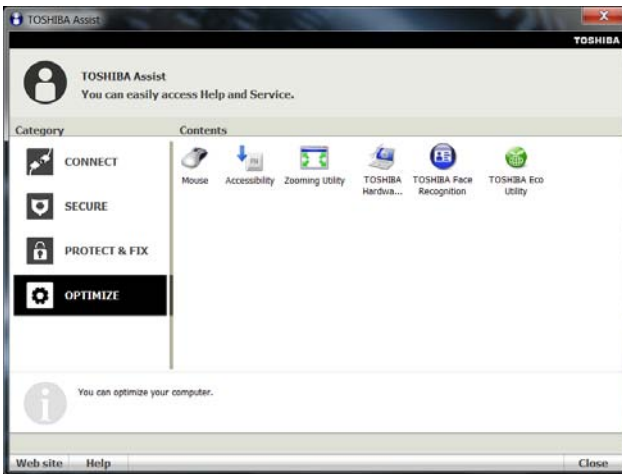 TOSHIBA Assist
TOSHIBA
TOSHIBA Assist
You can easily access Help and Service.
Category
Contents
CONNECT
SECURE
PROTECT & FIX
OPTIMIZE
Mouse
Accessibility
Zooming Utility
TOSHIBA
Hardwa...
TOSHIBA Face
Recognition
TOSHIBA Eco
Utility
You can optimize your computer.
Web site
Help
Close